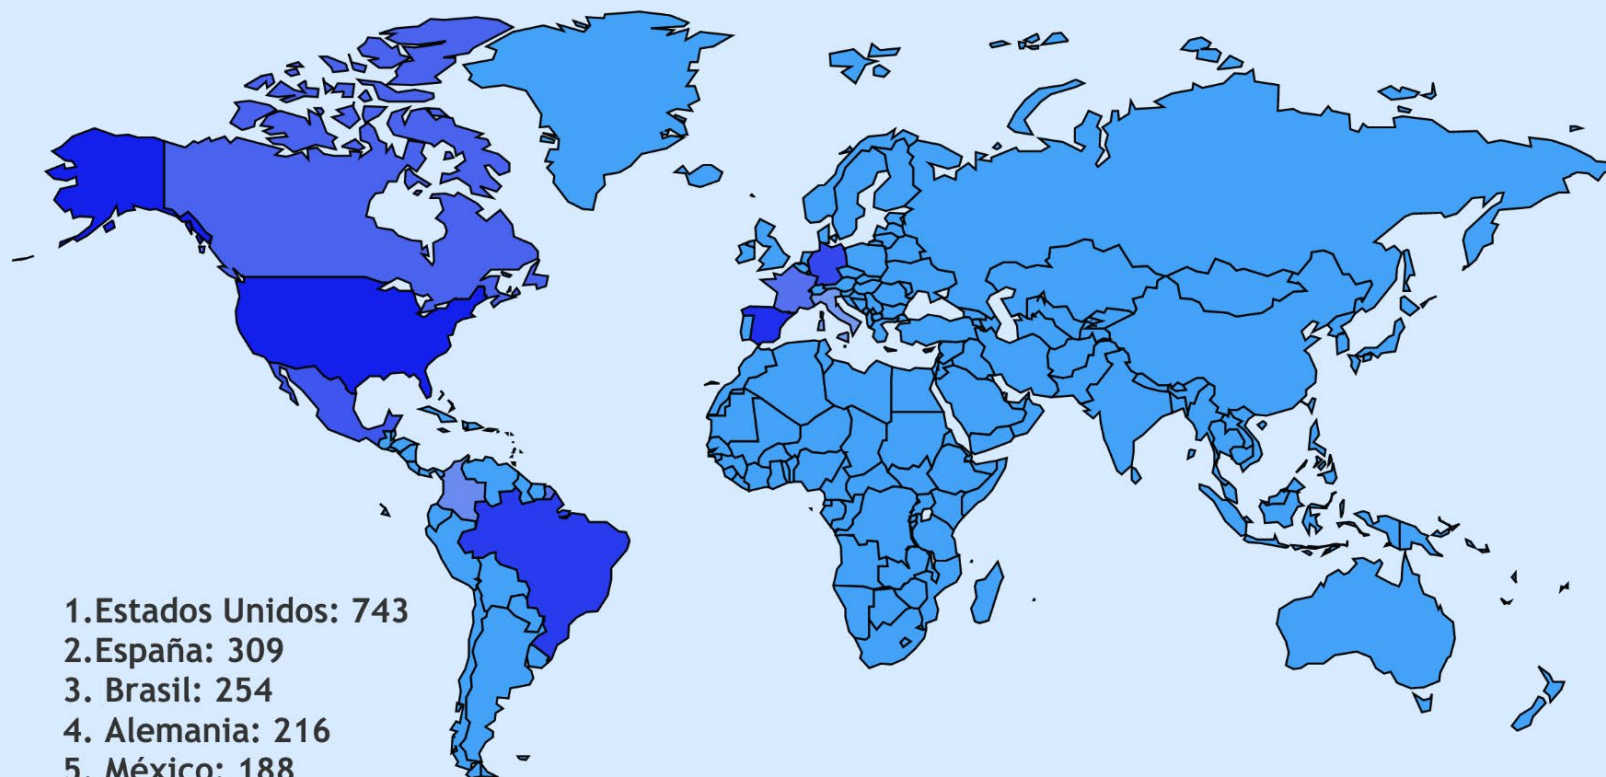 1.Estados Unidos: 743
2.España: 309
3. Brasil: 254
4. Alemania: 216
5. México: 188